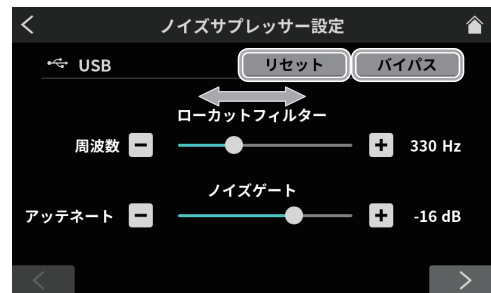 ノイズサプレッサー設定
USB リセット バイパス
ローカットフィルター
周波数 − + 330 Hz
ノイズゲート
アッテネート − + -16 dB